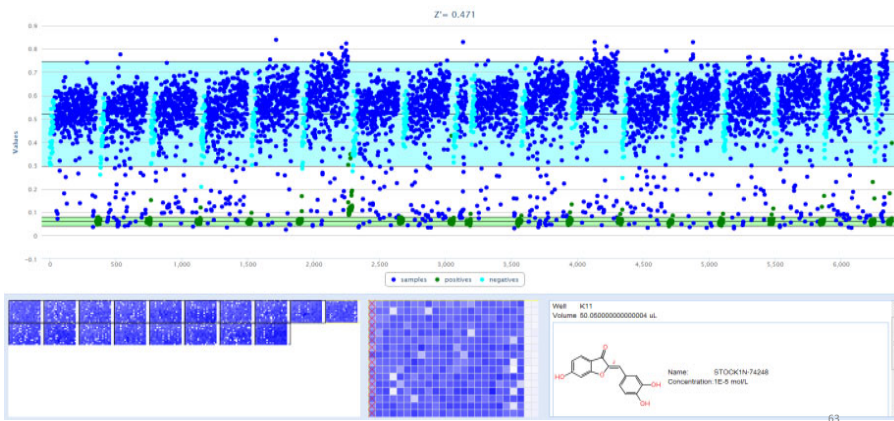 Z'= 0.471
0.9
0.8
0.7
0.6
0.5
0.4
0.3
0.2
0.1
0
-0.1
Values
0 500 1,000 1,500 2,000 2,500 3,000 3,500 4,000 4,500 5,000 5,500 6,000
samples positives negatives
Well K11
Volume 50.050000000000004 uL
O
HO
O
Z
OH
OH
Name: STOCK1N-74248
Concentration: 1E-5 mol/L
63